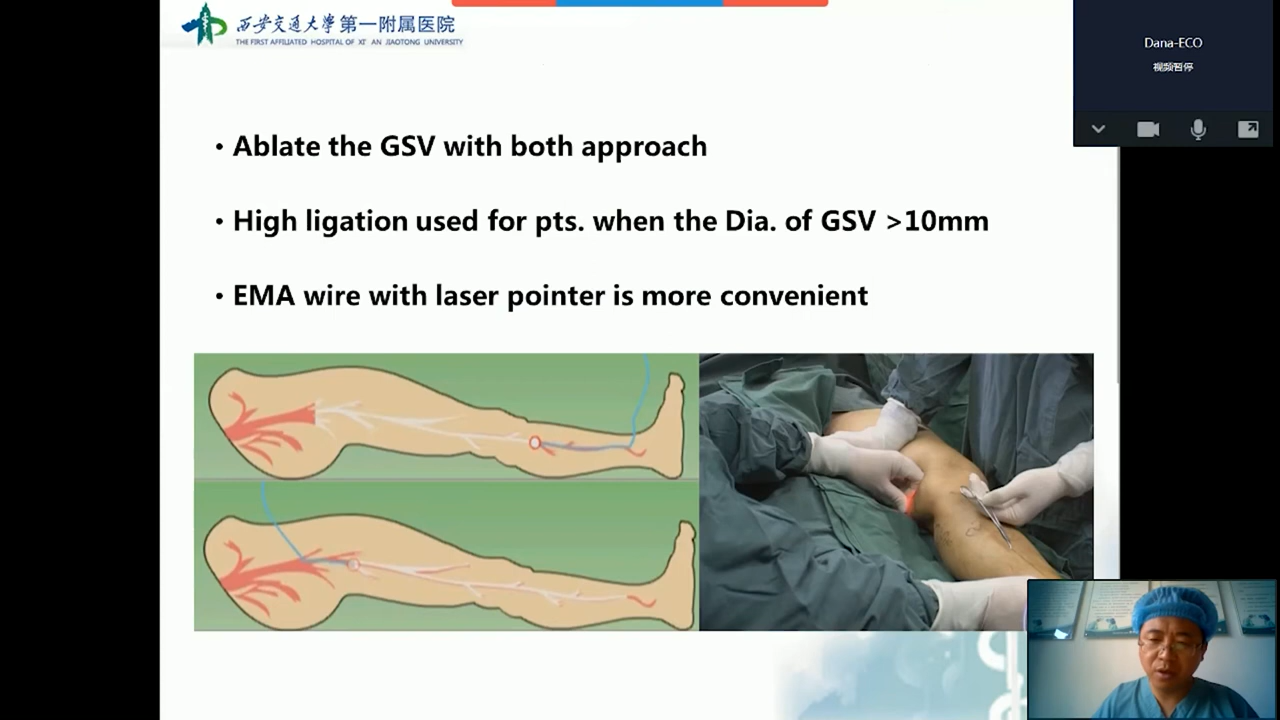 西安交通大学第一附属医院
THE FIRST AFFILIATED HOSPITAL OF XI'AN JIAOTONG UNIVERSITY
Dana-ECO
视频暂停
• Ablate the GSV with both approach
• High ligation used for pts. when the Dia. of GSV >10mm
• EMA wire with laser pointer is more convenient